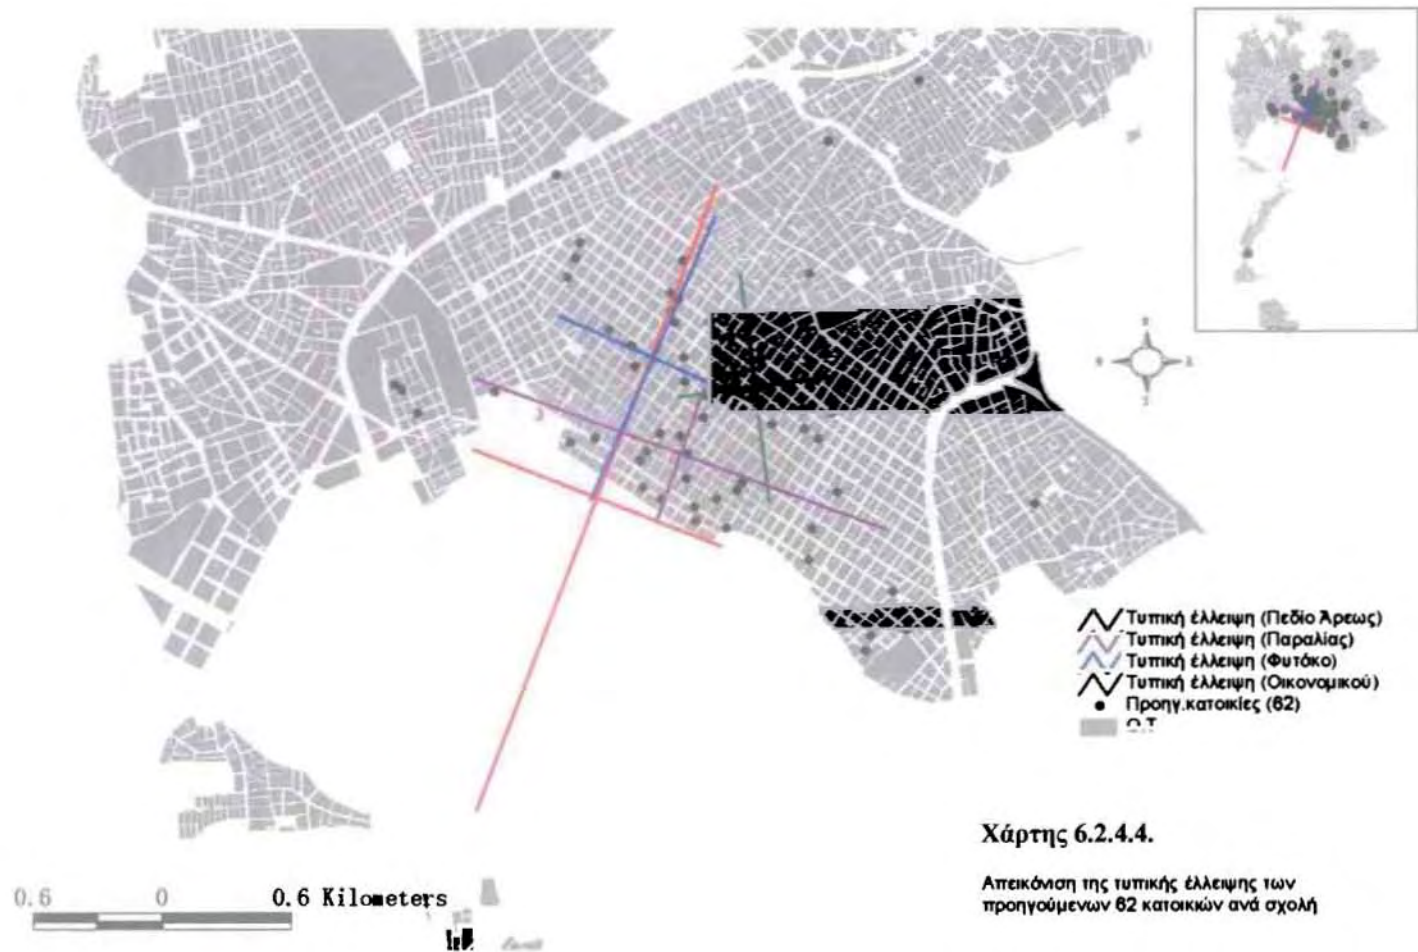 Τυπική έλλειψη (Πεδίο Άρεως)
Τυπική έλλειψη (Παραλίας)
Τυπική έλλειψη (Φυτόκο)
Τυπική έλλειψη (Οικονομικού)
Προηγ.κατοικίες (62)
Ο.Τ
Χάρτης 6.2.4.4.
Απεικόνιση της τυπικής έλλειψης των
προηγούμενων 62 κατοικιών ανά σχολή
0.6 0 0.6 Kilometers